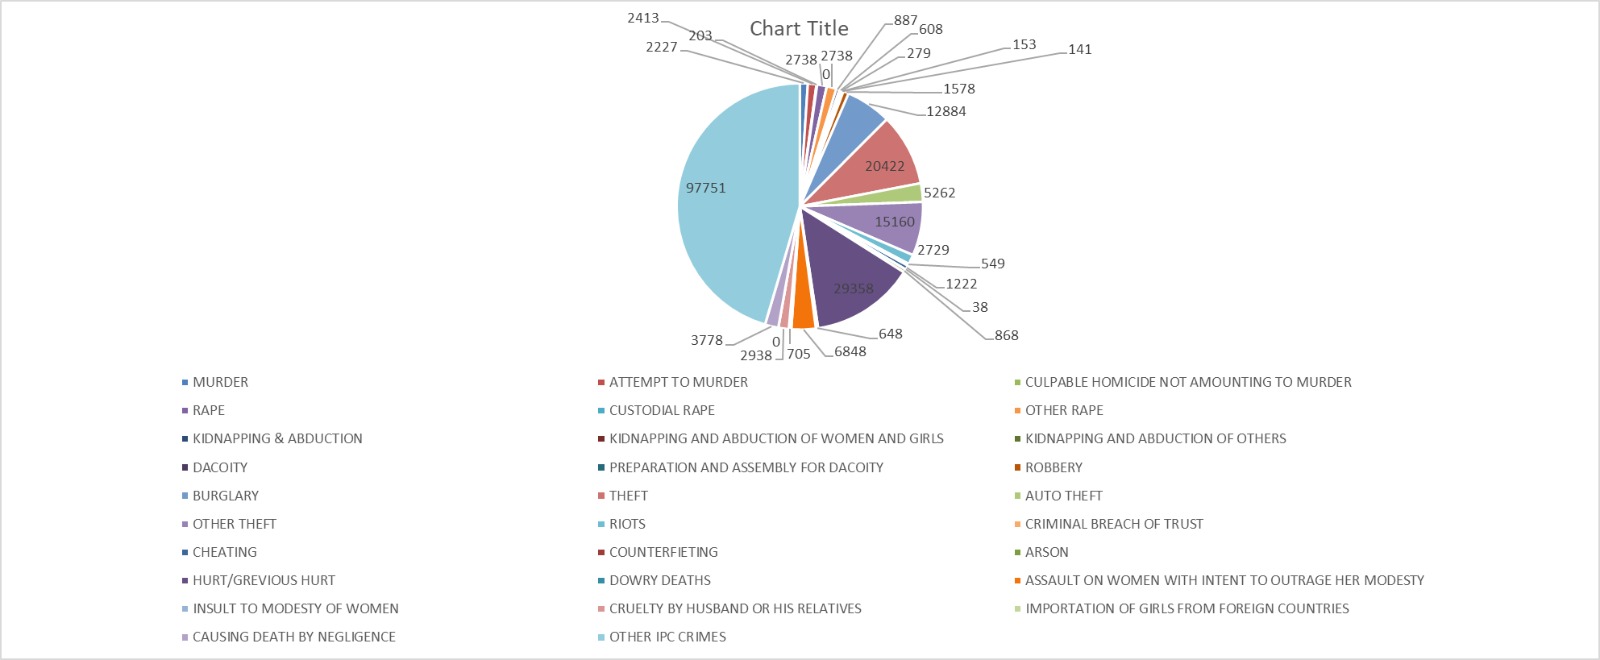 Chart Title
2413
203
2227
2738
2738
0
887
608
279
153
141
1578
12884
20422
5262
15160
2729
549
1222
38
868
29358
648
6848
705
2938
0
3778
97751
MURDER
ATTEMPT TO MURDER
CULPABLE HOMICIDE NOT AMOUNTING TO MURDER
RAPE
CUSTODIAL RAPE
OTHER RAPE
KIDNAPPING & ABDUCTION
KIDNAPPING AND ABDUCTION OF WOMEN AND GIRLS
KIDNAPPING AND ABDUCTION OF OTHERS
DACOITY
PREPARATION AND ASSEMBLY FOR DACOITY
ROBBERY
BURGLARY
THEFT
AUTO THEFT
OTHER THEFT
RIOTS
CRIMINAL BREACH OF TRUST
CHEATING
COUNTERFIETING
ARSON
HURT/GREVIOUS HURT
DOWRY DEATHS
ASSAULT ON WOMEN WITH INTENT TO OUTRAGE HER MODESTY
INSULT TO MODESTY OF WOMEN
CRUELTY BY HUSBAND OR HIS RELATIVES
IMPORTATION OF GIRLS FROM FOREIGN COUNTRIES
CAUSING DEATH BY NEGLIGENCE
OTHER IPC CRIMES